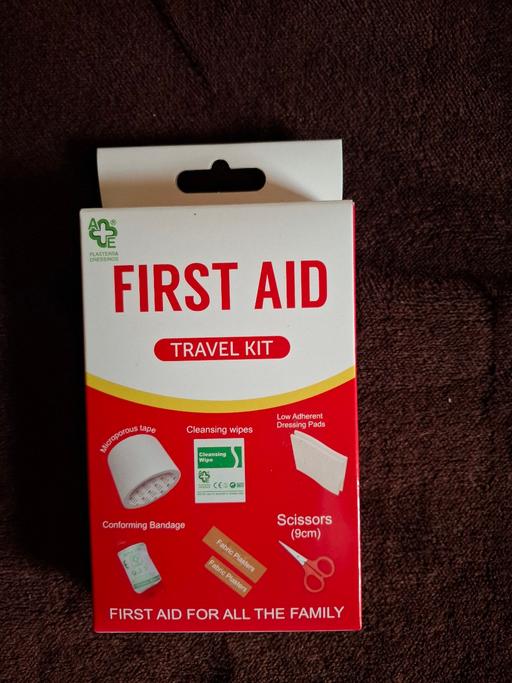 A®
E
PLASTERS &
DRESSINGS
FIRST AID
TRAVEL KIT
Microporous tape
Cleansing wipes
Low Adherent
Dressing Pads
Cleansing
Wipe
Conforming Bandage
Fabric Plasters
Fabric Plasters
Scissors
(9cm)
FIRST AID FOR ALL THE FAMILY